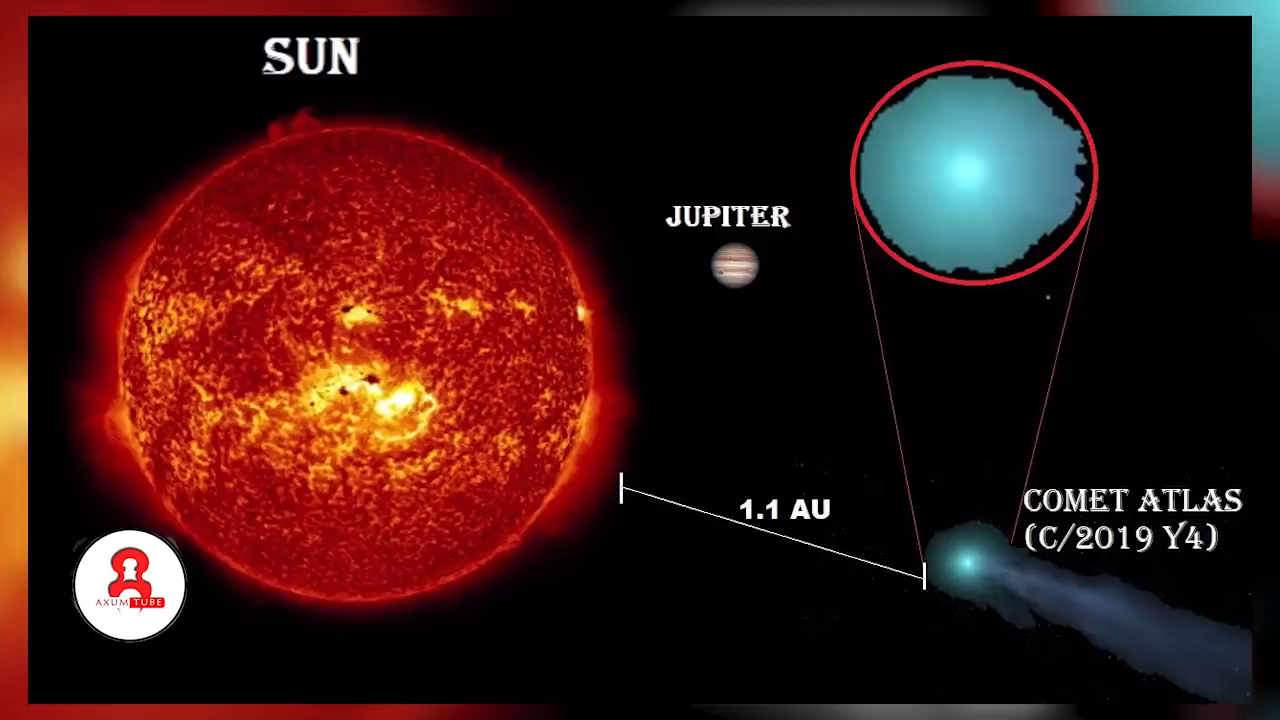 SUN
JUPITER
1.1 AU
COMET ATLAS
(C/2019 Y4)
AXUM TUBE